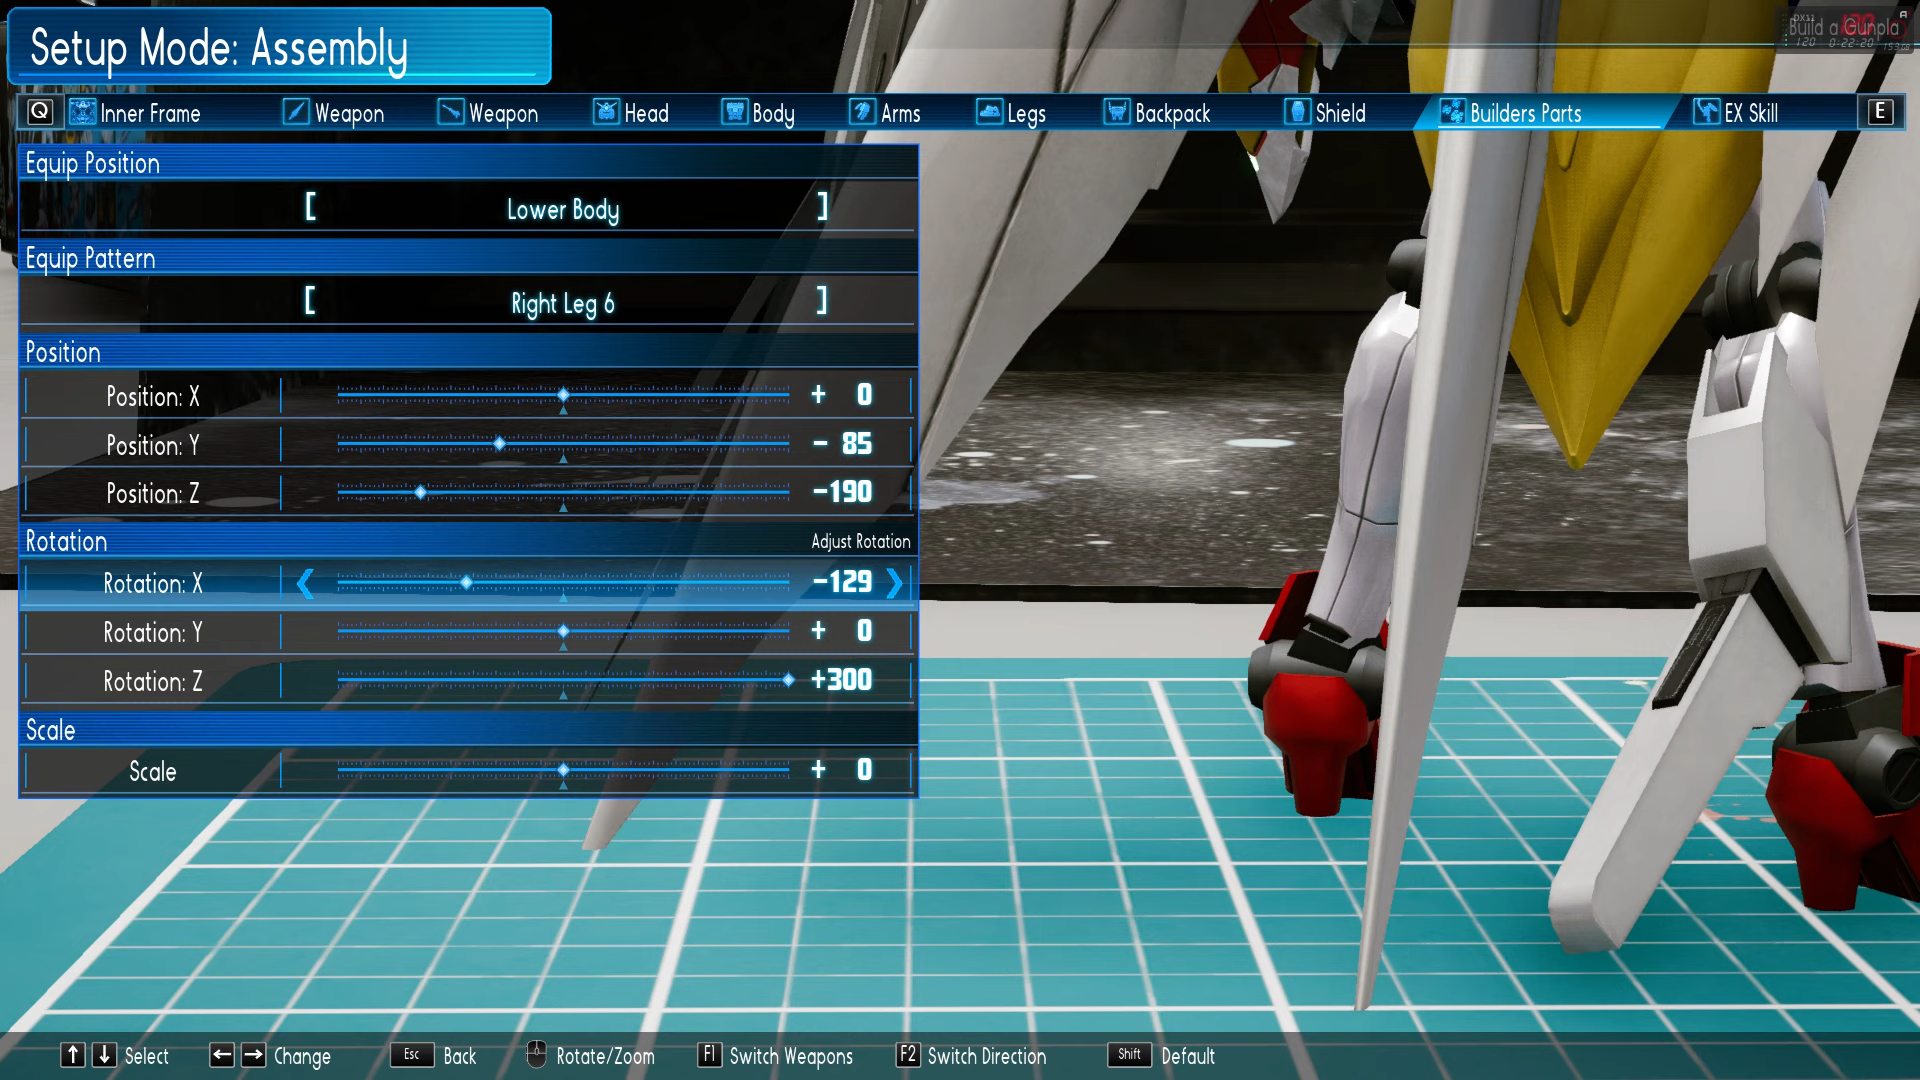 Setup Mode: Assembly
Build a Gunpla
Q Inner Frame Weapon Weapon Head Body Arms Legs Backpack Shield Builders Parts EX Skill E
Equip Position
[ Lower Body ]
Equip Pattern
[ Right Leg 6 ]
Position
Position: X + 0
Position: Y - 85
Position: Z -190
Rotation Adjust Rotation
Rotation: X -129
Rotation: Y + 0
Rotation: Z +300
Scale
Scale + 0
↑ ↓ Select ← → Change Esc Back Rotate/Zoom F1 Switch Weapons F2 Switch Direction Shift Default